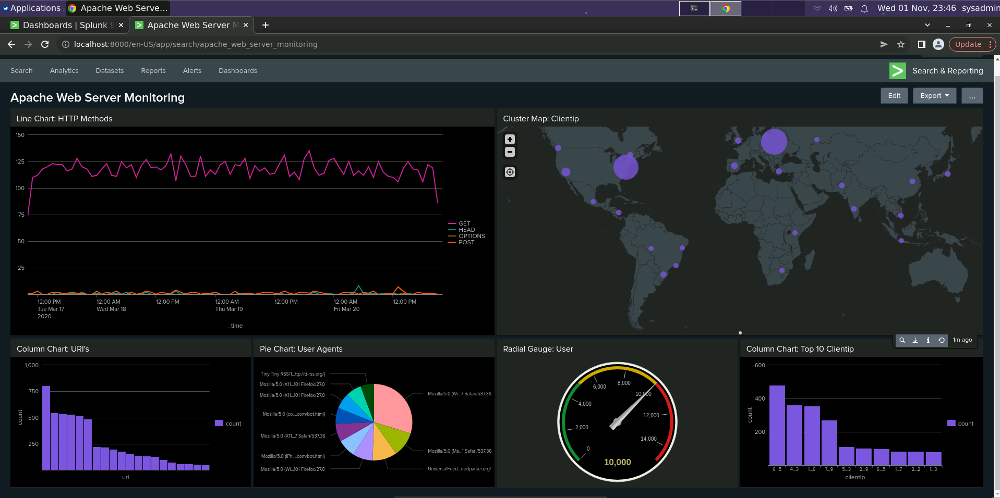 Applications
Apache Web Serve...
Wed 01 Nov, 23:46 sysadmin
Dashboards | Splunk 9
Apache Web Server M
localhost:8000/en-US/app/search/apache_web_server_monitoring
Update
Search Analytics Datasets Reports Alerts Dashboards
Search & Reporting
Apache Web Server Monitoring
Edit Export ...
Line Chart: HTTP Methods
150
125
100
75
50
25
GET
HEAD
OPTIONS
POST
12:00 PM 12:00 AM 12:00 PM 12:00 AM 12:00 PM 12:00 AM 12:00 PM
Tue Mar 17 Wed Mar 18 Thu Mar 19 Fri Mar 20
2020
_time
Cluster Map: Clientip
1m ago
Column Chart: URI's
1,000
750
500
250
count
uri
count
Pie Chart: User Agents
Tiny Tiny RSS/1...ttp://tt-rss.org/)
Mozilla/5.0 (X11...101 Firefox/27.0
Mozilla/5.0 (X11...101 Firefox/27.0
Mozilla/5.0 (co....com/bot.html)
Mozilla/5.0 (X11...7 Safari/537.36
Mozilla/5.0 (iPh....com/bot.html)
Mozilla/5.0 (Wi...101 Firefox/27.0
Mozilla/5.0 (Wi...7 Safari/537.36
Mozilla/5.0 (Ma...1 Safari/537.36
UniversalFeed...eedparser.org/
Radial Gauge: User
0
2,000
4,000
6,000
8,000
10,000
12,000
14,000
10,000
Column Chart: Top 10 Clientip
600
400
200
count
6...5 4...3 1...6 7...9 5...3 2...9 6...5 1...7 2...2 1...3
clientip
count